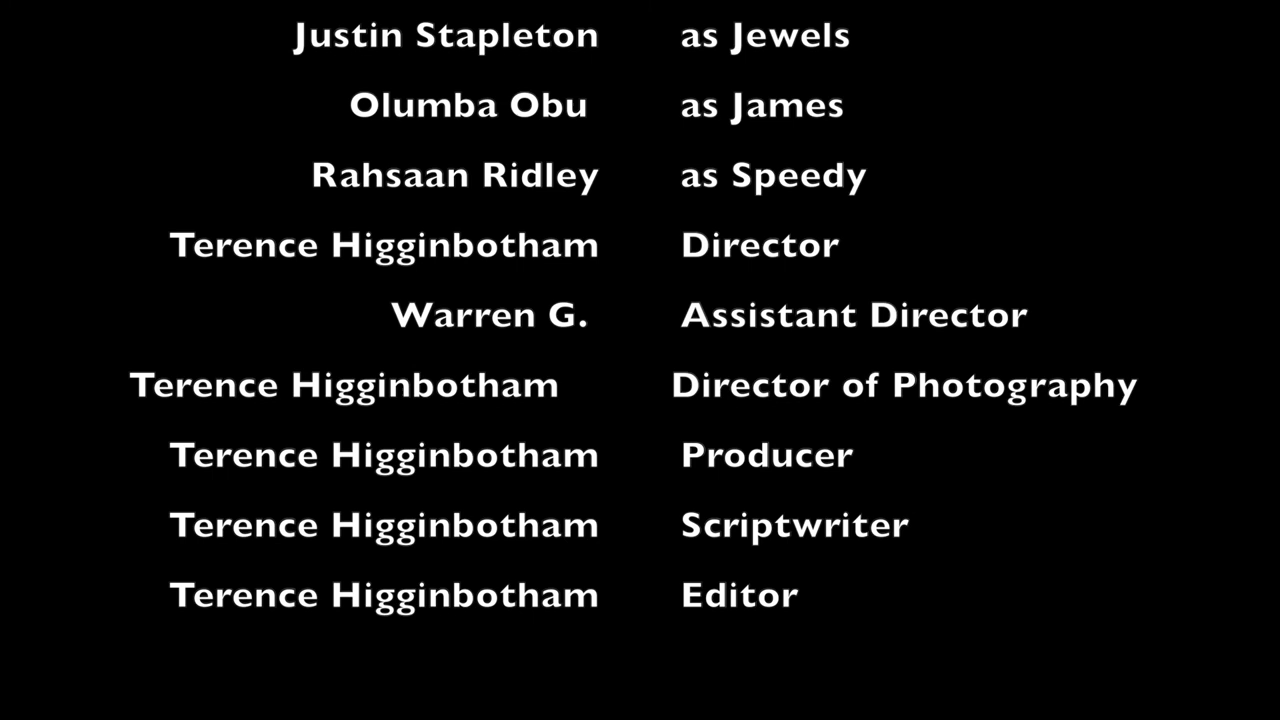 Justin Stapleton as Jewels
Olumba Obu as James
Rahsaan Ridley as Speedy
Terence Higginbotham Director
Warren G. Assistant Director
Terence Higginbotham Director of Photography
Terence Higginbotham Producer
Terence Higginbotham Scriptwriter
Terence Higginbotham Editor